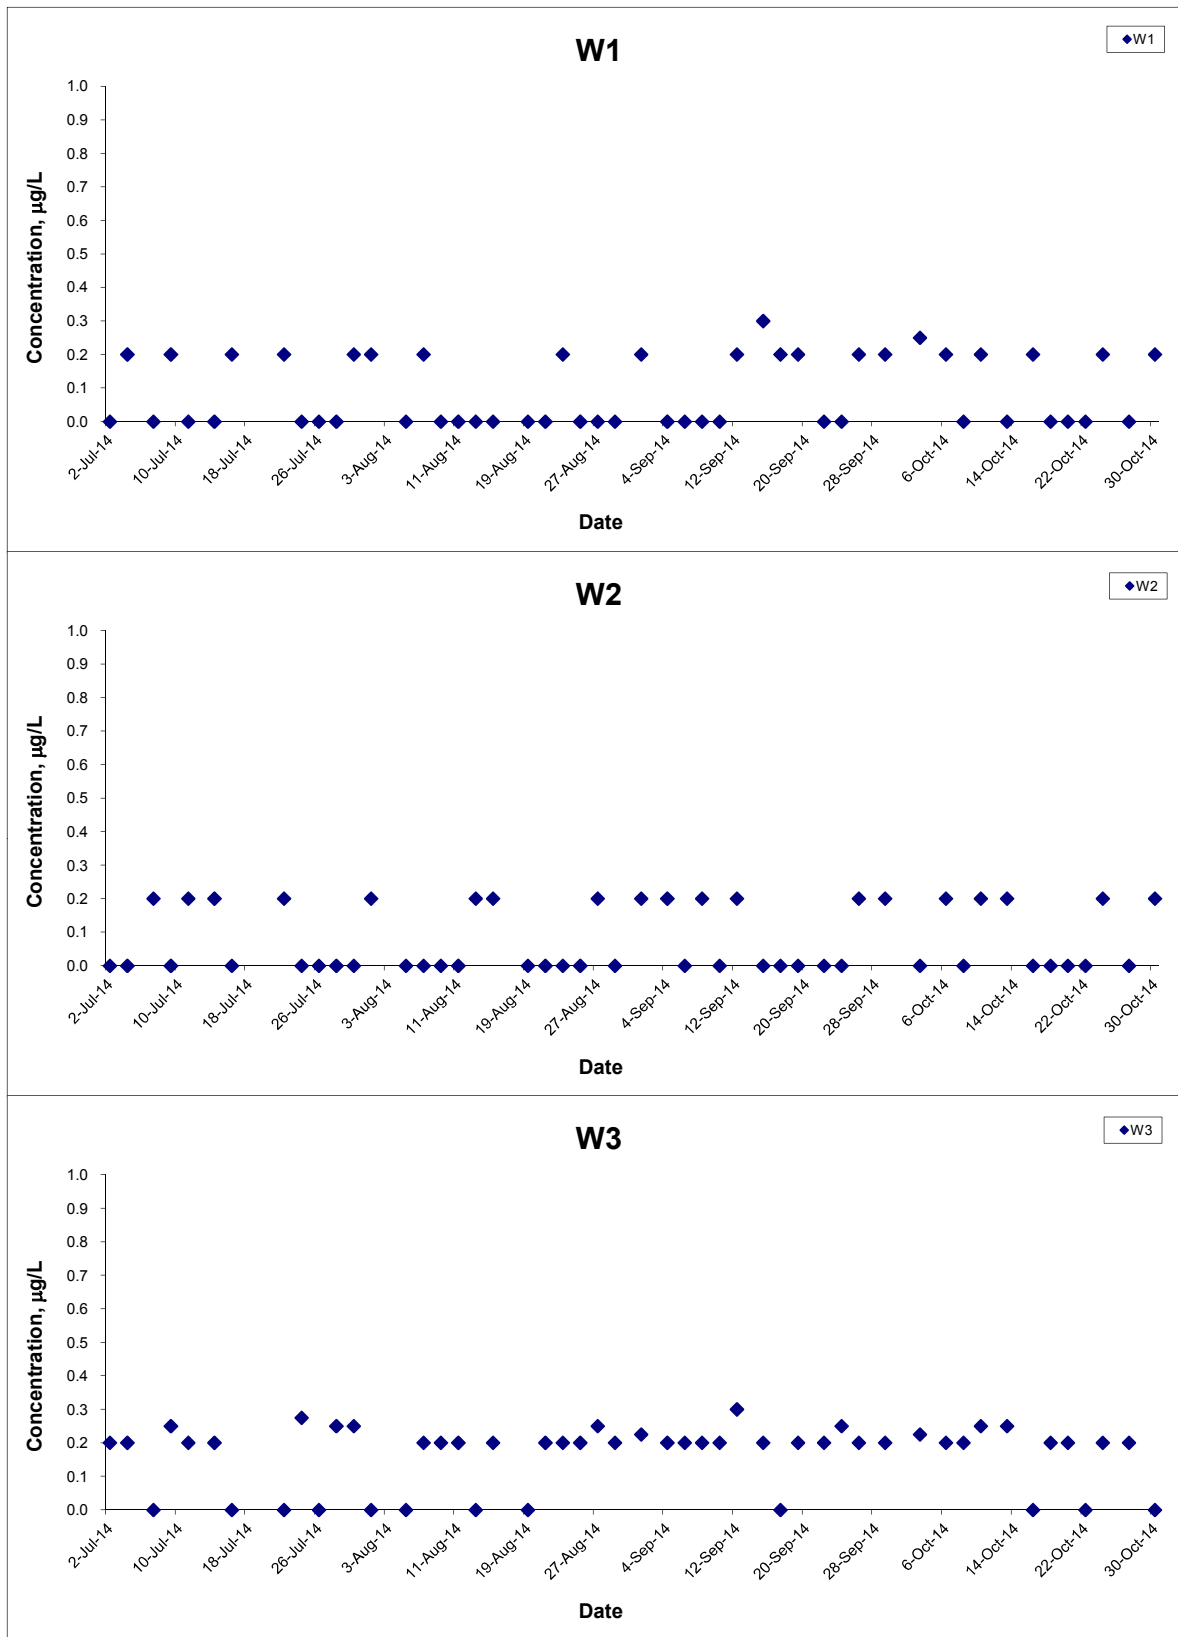 W1
W1
1.0
0.9
0.8
0.7
0.6
0.5
0.4
0.3
0.2
0.1
0.0
Concentration, µg/L
2-Jul-14
10-Jul-14
18-Jul-14
26-Jul-14
3-Aug-14
11-Aug-14
19-Aug-14
27-Aug-14
4-Sep-14
12-Sep-14
20-Sep-14
28-Sep-14
6-Oct-14
14-Oct-14
22-Oct-14
30-Oct-14
Date
W2
W2
1.0
0.9
0.8
0.7
0.6
0.5
0.4
0.3
0.2
0.1
0.0
Concentration, µg/L
2-Jul-14
10-Jul-14
18-Jul-14
26-Jul-14
3-Aug-14
11-Aug-14
19-Aug-14
27-Aug-14
4-Sep-14
12-Sep-14
20-Sep-14
28-Sep-14
6-Oct-14
14-Oct-14
22-Oct-14
30-Oct-14
Date
W3
W3
1.0
0.9
0.8
0.7
0.6
0.5
0.4
0.3
0.2
0.1
0.0
Concentration, µg/L
2-Jul-14
10-Jul-14
18-Jul-14
26-Jul-14
3-Aug-14
11-Aug-14
19-Aug-14
27-Aug-14
4-Sep-14
12-Sep-14
20-Sep-14
28-Sep-14
6-Oct-14
14-Oct-14
22-Oct-14
30-Oct-14
Date